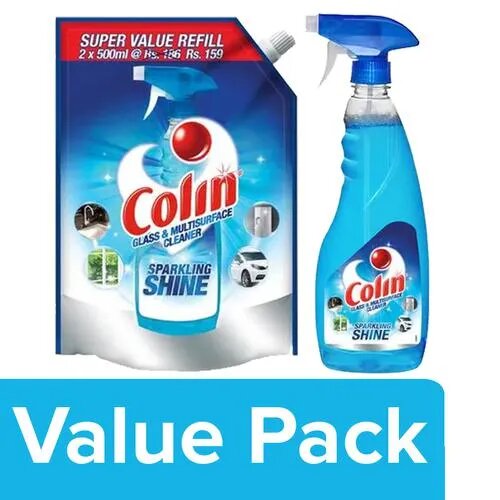 SUPER VALUE REFILL
2 x 500ml @ Rs. 186 Rs. 159
Colin
GLASS & MULTISURFACE
CLEANER
SPARKLING
SHINE
Colin
GLASS & MULTISURFACE
CLEANER
SPARKLING
SHINE
Value Pack